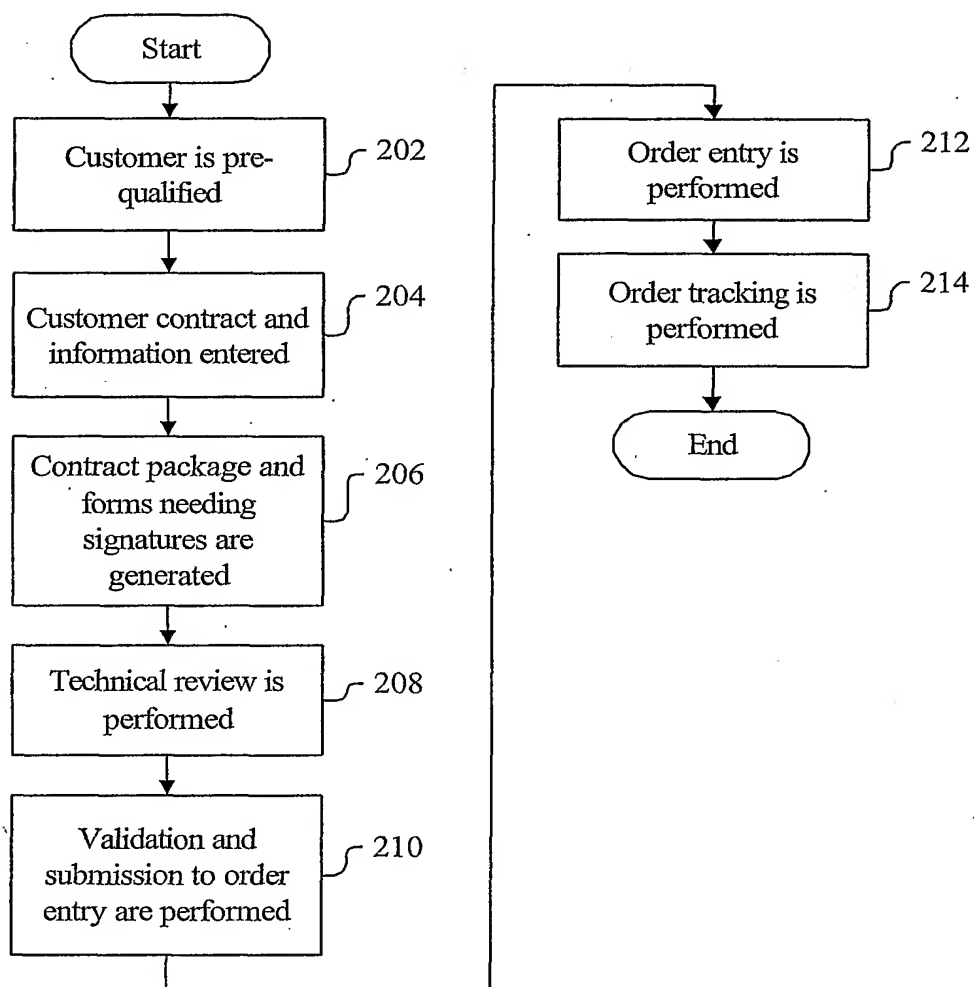 Start
Customer is pre-
qualified
202
Customer contract and
information entered
204
Contract package and
forms needing
signatures are
generated
206
Technical review is
performed
208
Validation and
submission to order
entry are performed
210
Order entry is
performed
212
Order tracking is
performed
214
End